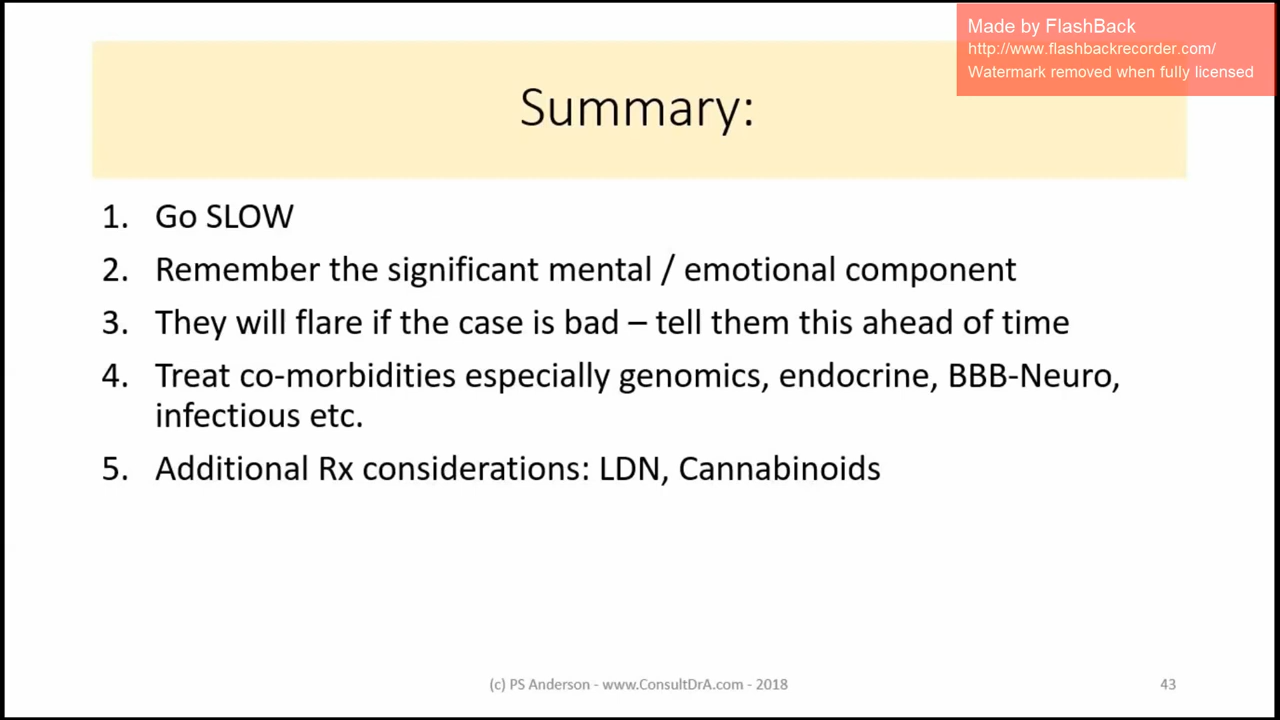 Made by FlashBack
http://www.flashbackrecorder.com/
Watermark removed when fully licensed
Summary:
1. Go SLOW
2. Remember the significant mental / emotional component
3. They will flare if the case is bad – tell them this ahead of time
4. Treat co-morbidities especially genomics, endocrine, BBB-Neuro,
infectious etc.
5. Additional Rx considerations: LDN, Cannabinoids
(c) PS Anderson - www.ConsultDrA.com - 2018
43